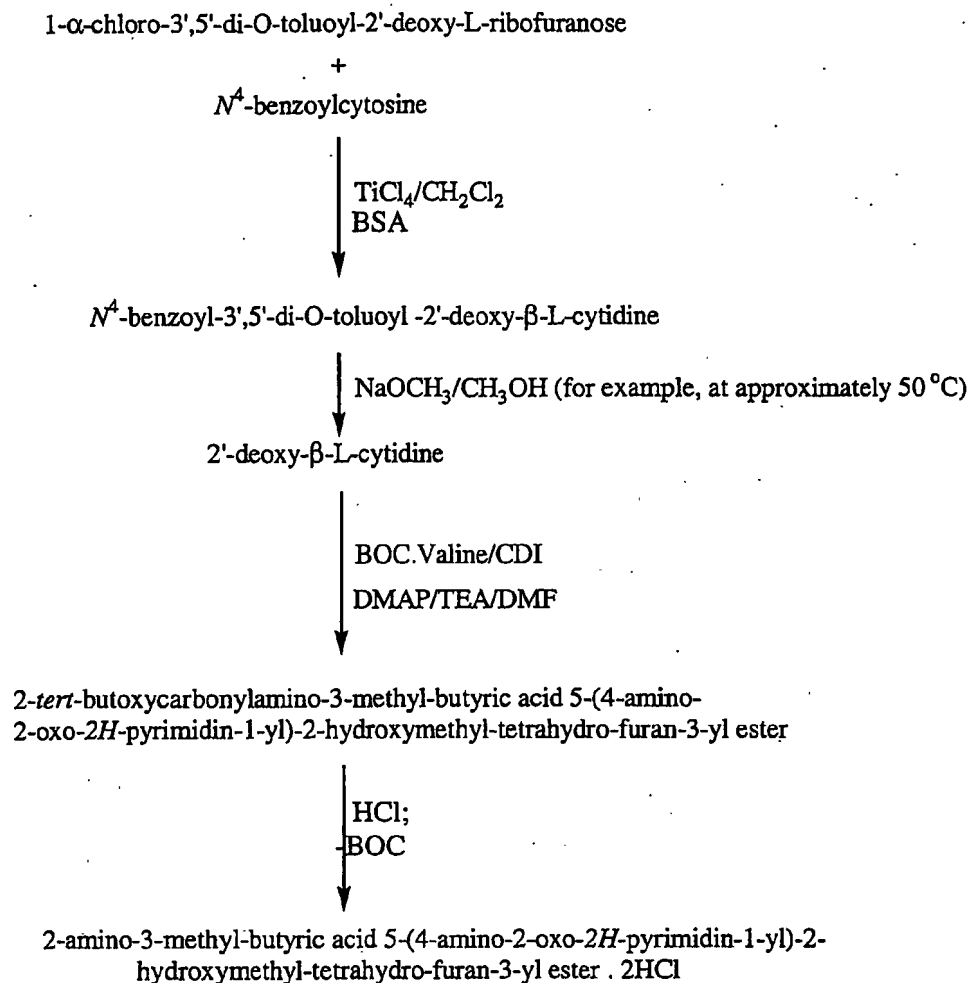 1-α-chloro-3',5'-di-O-toluoyl-2'-deoxy-L-ribofuranose
+
N⁴-benzoylcytosine
TiCl₄/CH₂Cl₂
BSA
N⁴-benzoyl-3',5'-di-O-toluoyl -2'-deoxy-β-L-cytidine
NaOCH₃/CH₃OH (for example, at approximately 50 °C)
2'-deoxy-β-L-cytidine
BOC.Valine/CDI
DMAP/TEA/DMF
2-tert-butoxycarbonylamino-3-methyl-butyric acid 5-(4-amino-
2-oxo-2H-pyrimidin-1-yl)-2-hydroxymethyl-tetrahydro-furan-3-yl ester
HCl;
-BOC
2-amino-3-methyl-butyric acid 5-(4-amino-2-oxo-2H-pyrimidin-1-yl)-2-
hydroxymethyl-tetrahydro-furan-3-yl ester . 2HCl